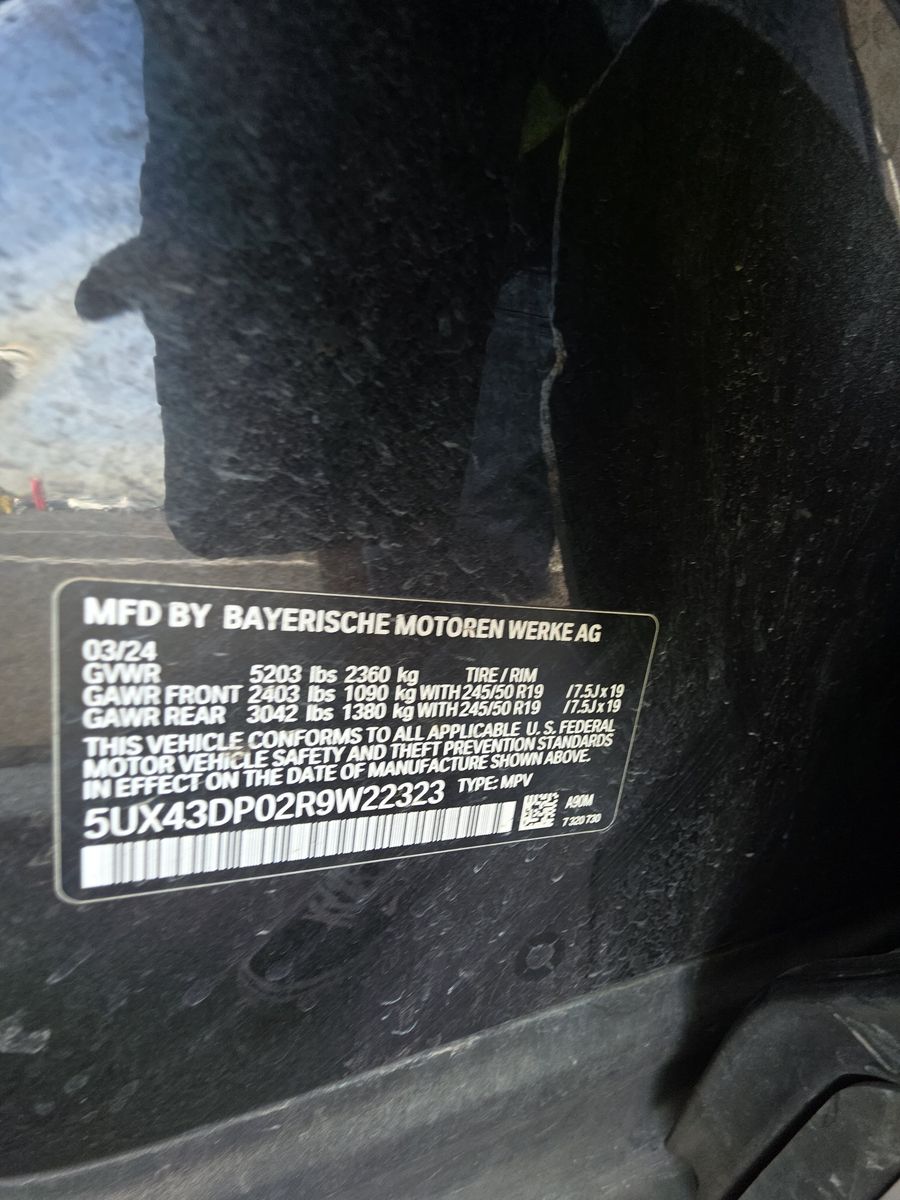 MFD BY BAYERISCHE MOTOREN WERKE AG
03/24
GVWR 5203 lbs 2360 kg TIRE / RIM
GAWR FRONT 2403 lbs 1090 kg WITH 245/50 R19 /7.5J x 19
GAWR REAR 3042 lbs 1380 kg WITH 245/50 R19 /7.5J x 19
THIS VEHICLE CONFORMS TO ALL APPLICABLE U. S. FEDERAL
MOTOR VEHICLE SAFETY AND THEFT PREVENTION STANDARDS
IN EFFECT ON THE DATE OF MANUFACTURE SHOWN ABOVE.
5UX43DP02R9W22323 TYPE: MPV
A90M
7 320 730